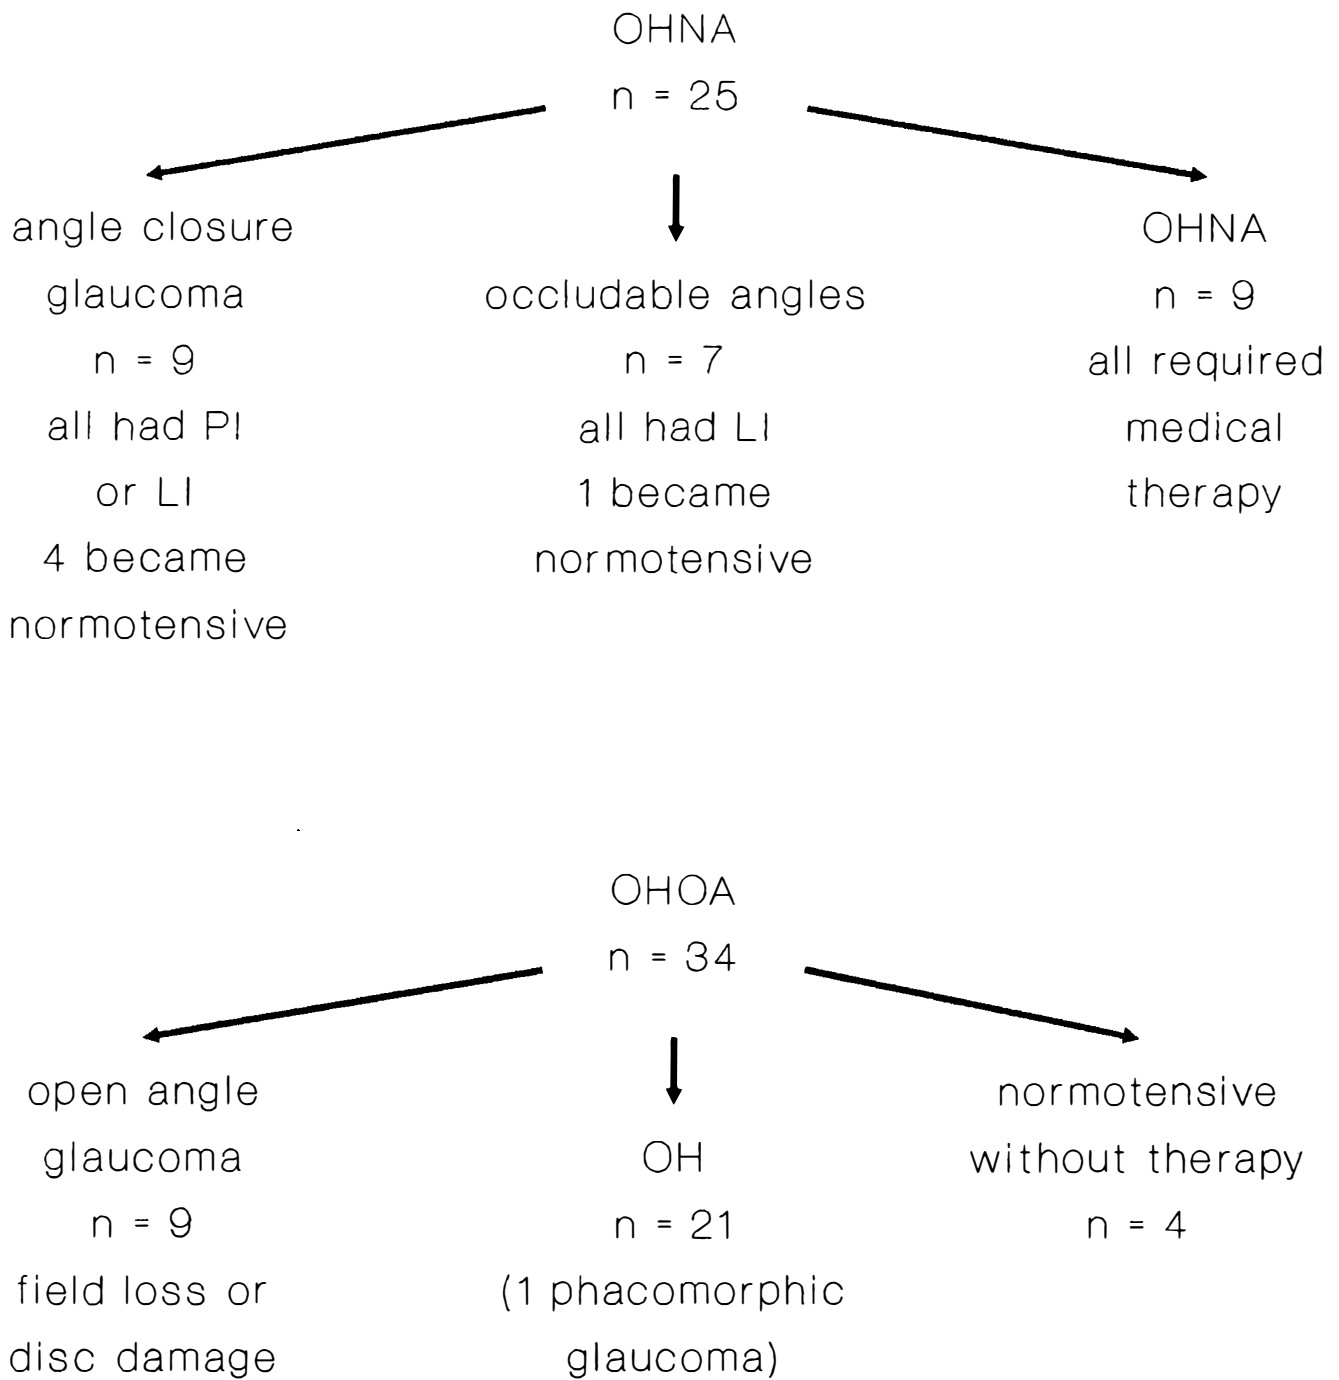 OHNA
n = 25
angle closure
glaucoma
n = 9
all had PI
or LI
4 became
normotensive
occludable angles
n = 7
all had LI
1 became
normotensive
OHNA
n = 9
all required
medical
therapy
OHOA
n = 34
open angle
glaucoma
n = 9
field loss or
disc damage
OH
n = 21
(1 phacomorphic
glaucoma)
normotensive
without therapy
n = 4